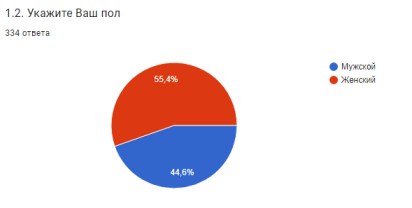 1.2. Укажите Ваш пол
334 ответа
Мужской
Женский
55,4%
44,6%